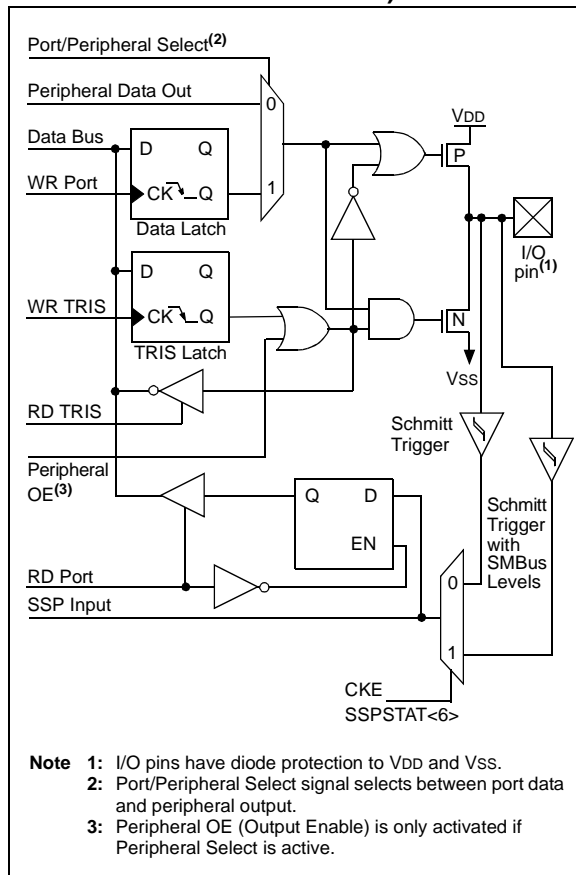 Port/Peripheral Select(2)
Peripheral Data Out
0
VDD
Data Bus
D Q
P
WR Port
CK Q
1
Data Latch
I/O
pin(1)
D Q
WR TRIS
CK Q
N
TRIS Latch
VSS
RD TRIS
Schmitt
Trigger
Peripheral
OE(3)
Q D
EN
Schmitt
Trigger
with
SMBus
Levels
RD Port
0
SSP Input
1
CKE
SSPSTAT<6>
Note 1: I/O pins have diode protection to VDD and VSS.
2: Port/Peripheral Select signal selects between port data
and peripheral output.
3: Peripheral OE (Output Enable) is only activated if
Peripheral Select is active.